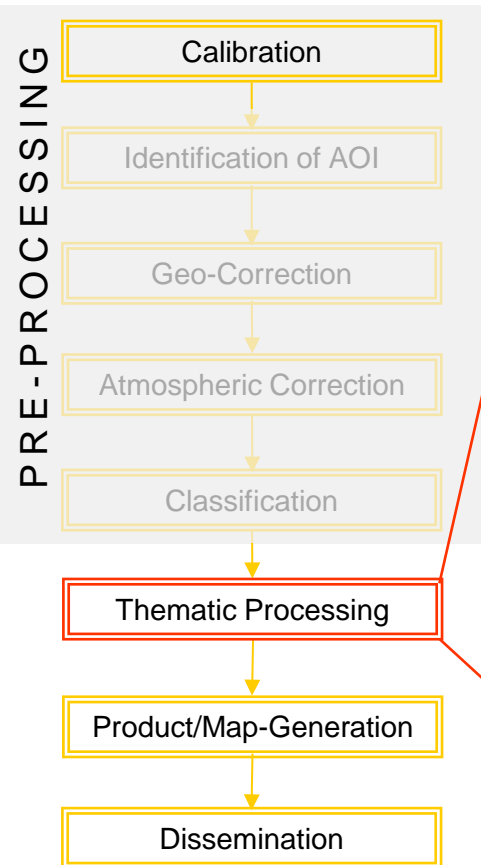 PRE-PROCESSING
Calibration
Identification of AOI
Geo-Correction
Atmospheric Correction
Classification
Thematic Processing
Product/Map-Generation
Dissemination